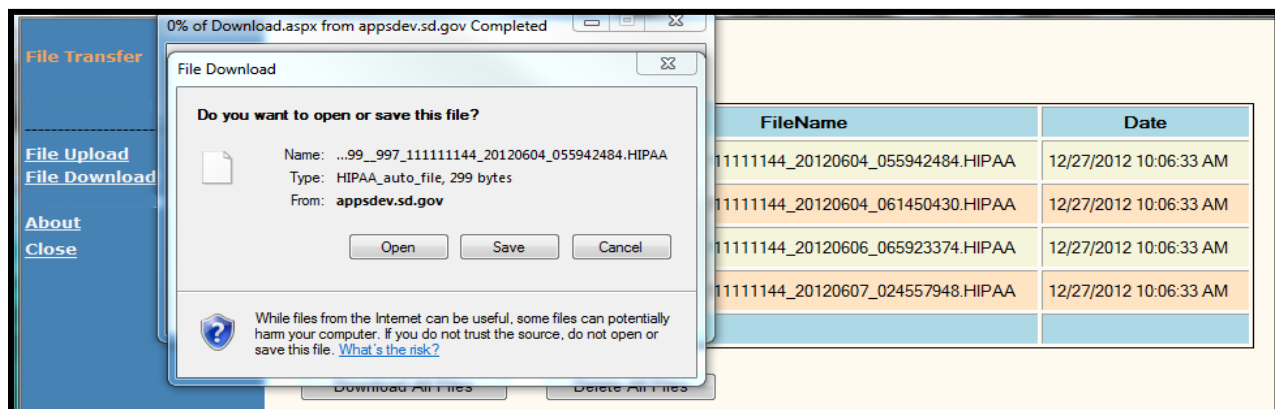 0% of Download.aspx from appsdev.sd.gov Completed
File Transfer
File Download
Do you want to open or save this file?
FileName Date
File Upload
Name: ...99__997_111111144_20120604_055942484.HIPAA
11111144_20120604_055942484.HIPAA 12/27/2012 10:06:33 AM
File Download
Type: HIPAA_auto_file, 299 bytes
From: appsdev.sd.gov
11111144_20120604_061450430.HIPAA 12/27/2012 10:06:33 AM
About
Close
Open Save Cancel
11111144_20120606_065923374.HIPAA 12/27/2012 10:06:33 AM
11111144_20120607_024557948.HIPAA 12/27/2012 10:06:33 AM
While files from the Internet can be useful, some files can potentially
harm your computer. If you do not trust the source, do not open or
save this file. What's the risk?
Download All Files Delete All Files